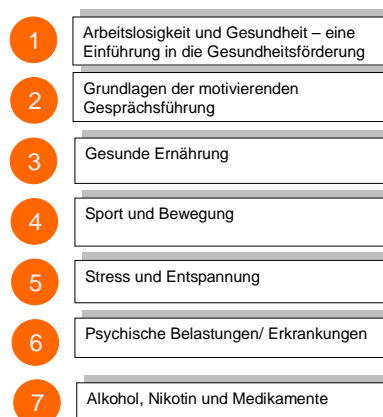 1
Arbeitslosigkeit und Gesundheit – eine
Einführung in die Gesundheitsförderung
2
Grundlagen der motivierenden
Gesprächsführung
3
Gesunde Ernährung
4
Sport und Bewegung
5
Stress und Entspannung
6
Psychische Belastungen/ Erkrankungen
7
Alkohol, Nikotin und Medikamente